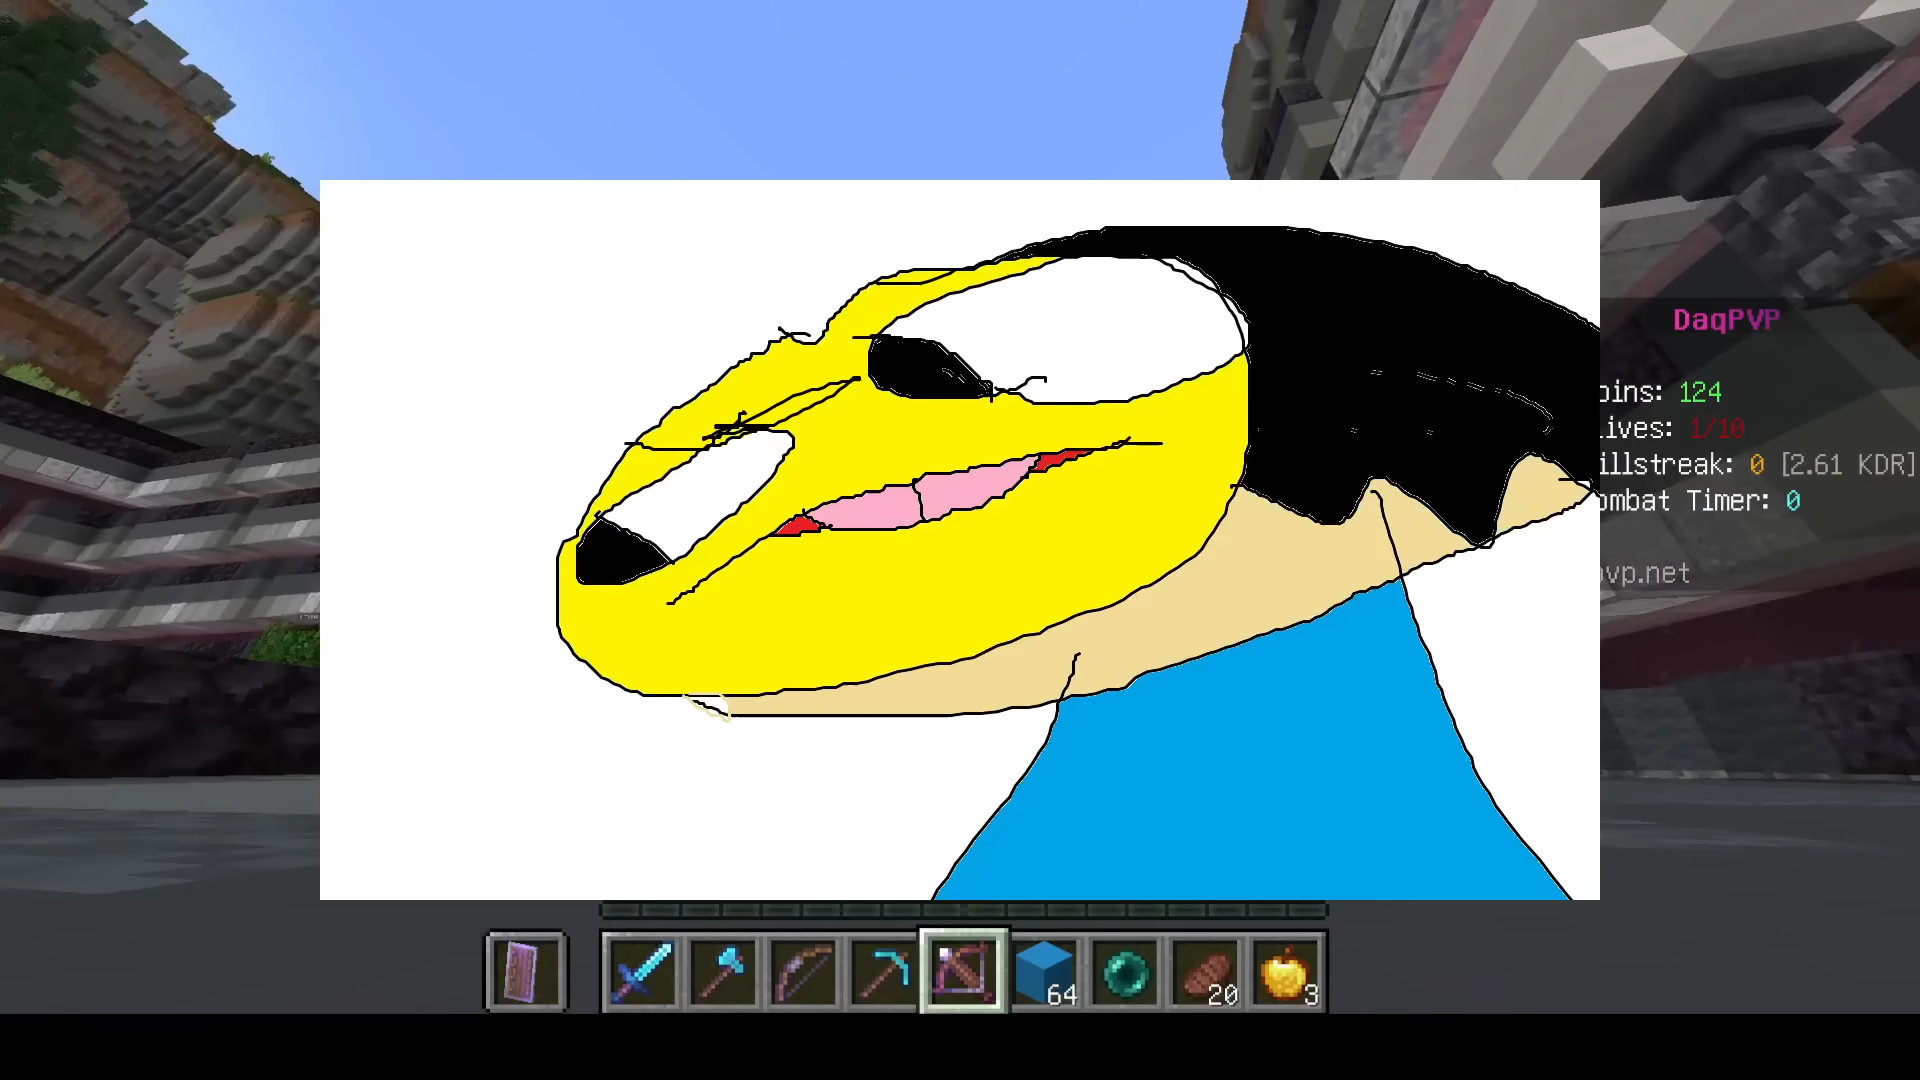 DaqPVP
oins: 124
ives: 1/10
illstreak: 0 [2.61 KDR]
ombat Timer: 0
vp.net
64
20
3